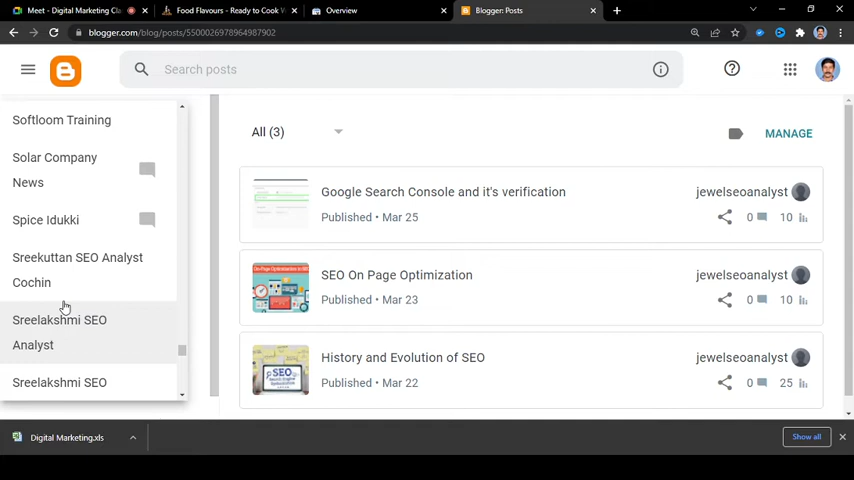 Meet - Digital Marketing Cl
Food Flavours - Ready to Cook
Overview
Blogger: Posts
blogger.com/blog/posts/5500026978964987902
Search posts
Softloom Training
Solar Company
News
Spice Idukki
Sreekuttan SEO Analyst
Cochin
Sreelakshmi SEO
Analyst
Sreelakshmi SEO
All (3)
MANAGE
Google Search Console and it's verification
jewelseoanalyst
Published • Mar 25
0
10
SEO On Page Optimization
jewelseoanalyst
Published • Mar 23
0
10
History and Evolution of SEO
jewelseoanalyst
Published • Mar 22
0
25
Digital Marketing.xls
Show all